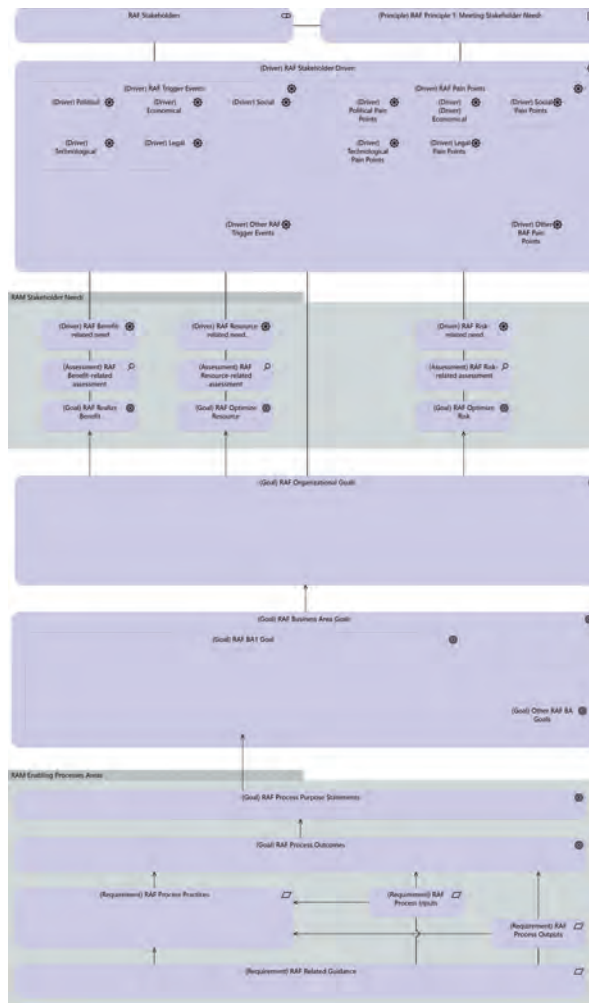 RAF Stakeholders
(Principle) RAF Principle 1: Meeting Stakeholder Need
(Driver) RAF Stakeholder Driver
(Driver) RAF Trigger Events
(Driver) Political
(Driver)
Economical
(Driver) Social
(Driver)
Technological
(Driver) Legal
(Driver) Other RAF
Trigger Events
(Driver) RAF Pain Points
(Driver)
Political Pain
Points
(Driver)
(Driver)
Economical
(Driver) Social
Pain Points
(Driver)
Technological
Pain Points
(Driver) Legal
Pain Points
(Driver) Other
RAF Pain
Points
RAM Stakeholder Need
(Driver) RAF Benefit-
related need
(Driver) RAF Resource-
related need
(Driver) RAF Risk-
related need
(Assessment) RAF
Benefit-related
assessment
(Assessment) RAF
Resource-related
assessment
(Assessment) RAF Risk-
related assessment
(Goal) RAF Realize
Benefit
(Goal) RAF Optimize
Resource
(Goal) RAF Optimize
Risk
(Goal) RAF Organizational Goals
(Goal) RAF Business Area Goals
(Goal) RAF BA1 Goal
(Goal) Other RAF BA
Goals
RAM Enabling Processes Areas
(Goal) RAF Process Purpose Statements
(Goal) RAF Process Outcomes
(Requirement) RAF Process Practices
(Requirement) RAF
Process Inputs
(Requirement) RAF
Process Outputs
(Requirement) RAF Related Guidance